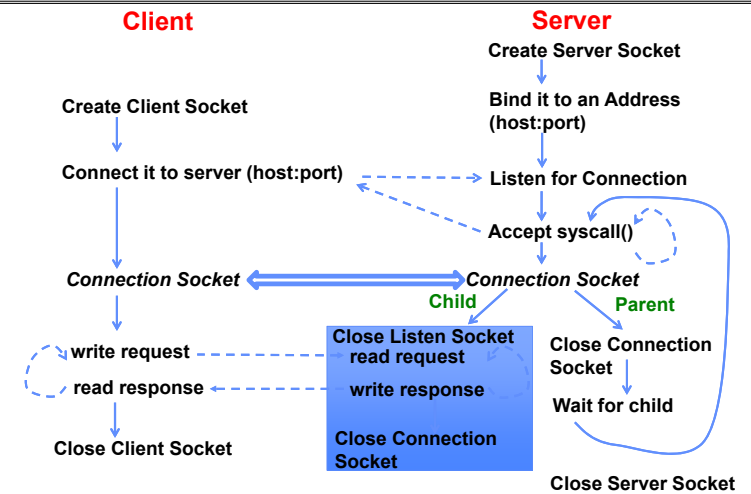 Client
Server
Create Server Socket
Create Client Socket
Bind it to an Address
(host:port)
Connect it to server (host:port)
Listen for Connection
Accept syscall()
Connection Socket
Connection Socket
Child
Parent
Close Listen Socket
read request
write request
Close Connection
Socket
read response
write response
Wait for child
Close Client Socket
Close Connection
Socket
Close Server Socket